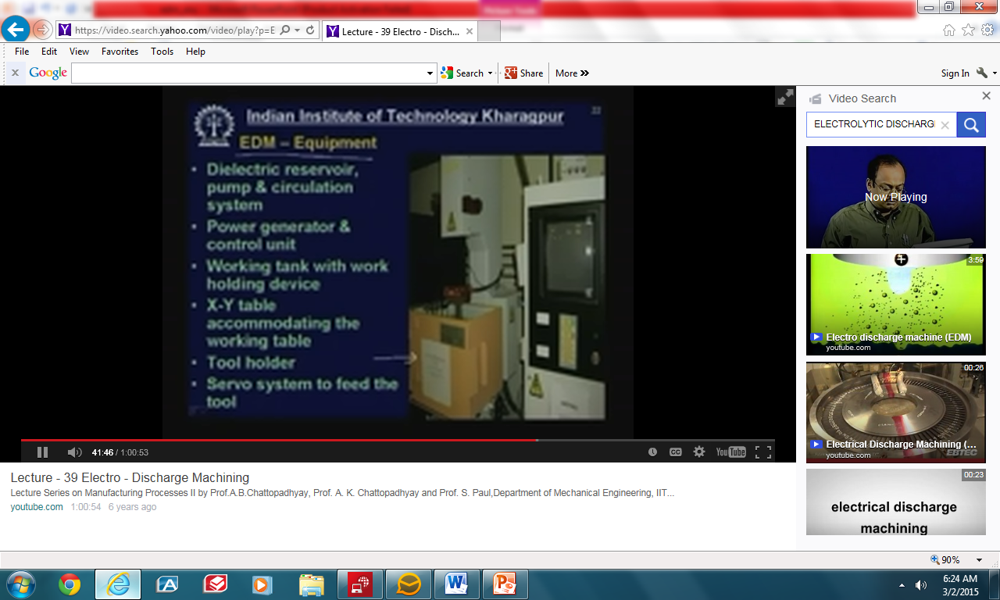 https://video.search.yahoo.com/video/play?p=E
Lecture - 39 Electro - Disch...
File Edit View Favorites Tools Help
Google
Search
Share
More
Sign In
Indian Institute of Technology Kharagpur
EDM – Equipment
• Dielectric reservoir,
pump & circulation
system
• Power generator &
control unit
• Working tank with work
holding device
• X-Y table
accommodating the
working table
• Tool holder
• Servo system to feed the
tool
41:46 / 1:00:53
CC
YouTube
Lecture - 39 Electro - Discharge Machining
Lecture Series on Manufacturing Processes II by Prof.A.B.Chattopadhyay, Prof. A. K. Chattopadhyay and Prof. S. Paul,Department of Mechanical Engineering, IIT...
youtube.com 1:00:54 6 years ago
Video Search
ELECTROLYTIC DISCHARG
Now Playing
3:59
Electro discharge machine (EDM)
youtube.com
00:26
Electrical Discharge Machining (...
youtube.com
EBTEC
00:23
electrical discharge
machining
90%
6:24 AM
3/2/2015